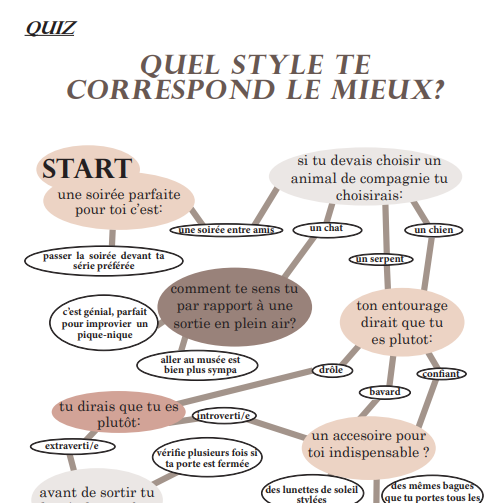 QUIZ
QUEL STYLE TE
CORRESPOND LE MIEUX?
START
une soirée parfaite
pour toi c'est:
si tu devais choisir un
animal de compagnie tu
choisirais:
une soirée entre amis
un chat
un chien
passer la soirée devant ta
série préférée
un serpent
comment te sens tu
par rapport à une
sortie en plein air?
c'est génial, parfait
pour improvier un
pique-nique
ton entourage
dirait que tu
es plutot:
aller au musée est
bien plus sympa
drôle
confiant
bavard
tu dirais que tu es
plutôt:
introverti/e
extraverti/e
un accesoire pour
toi indispensable ?
vérifie plusieurs fois si
ta porte est fermée
avant de sortir tu
des lunettes de soleil
stylées
des mêmes bagues
que tu portes tous les